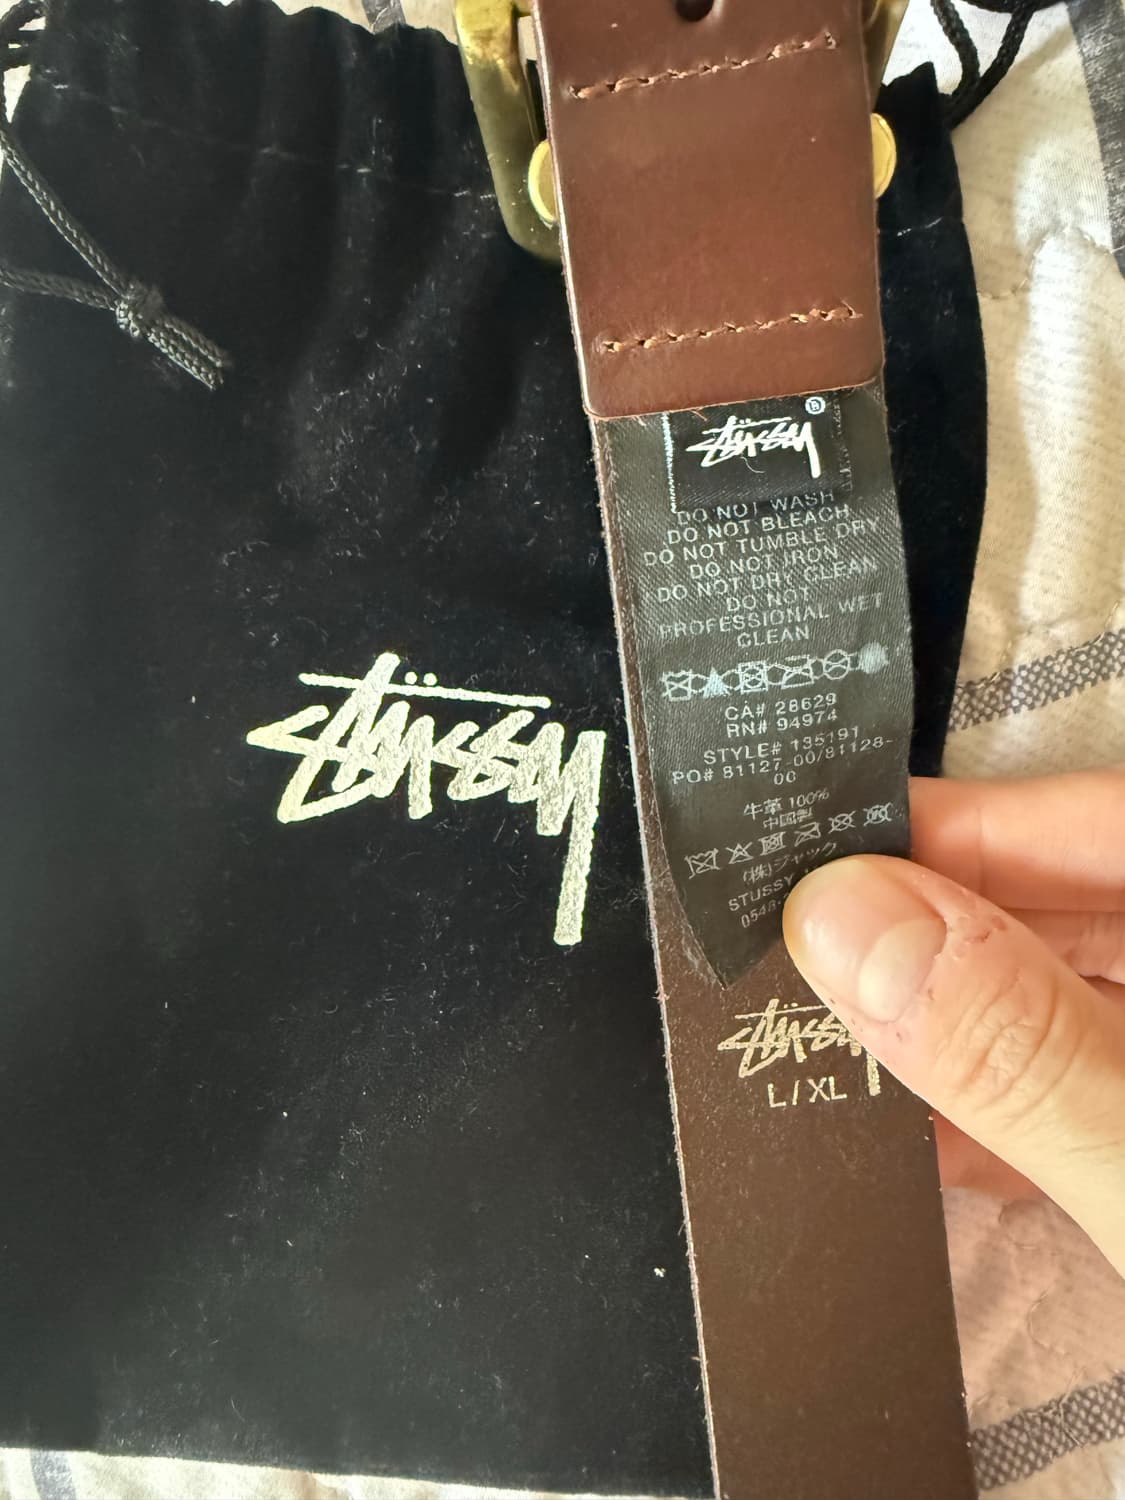 STÜSSY
STÜSSY ®
DO NOT WASH
DO NOT BLEACH
DO NOT TUMBLE DRY
DO NOT IRON
DO NOT DRY CLEAN
DO NOT
PROFESSIONAL WET
CLEAN
CA# 28629
RN# 94974
STYLE# 135191
PO# 81127-00/81128-
00
牛革 100%
中国製
(株)ジャック
STUSSY
0548-
STÜSSY
L/XL